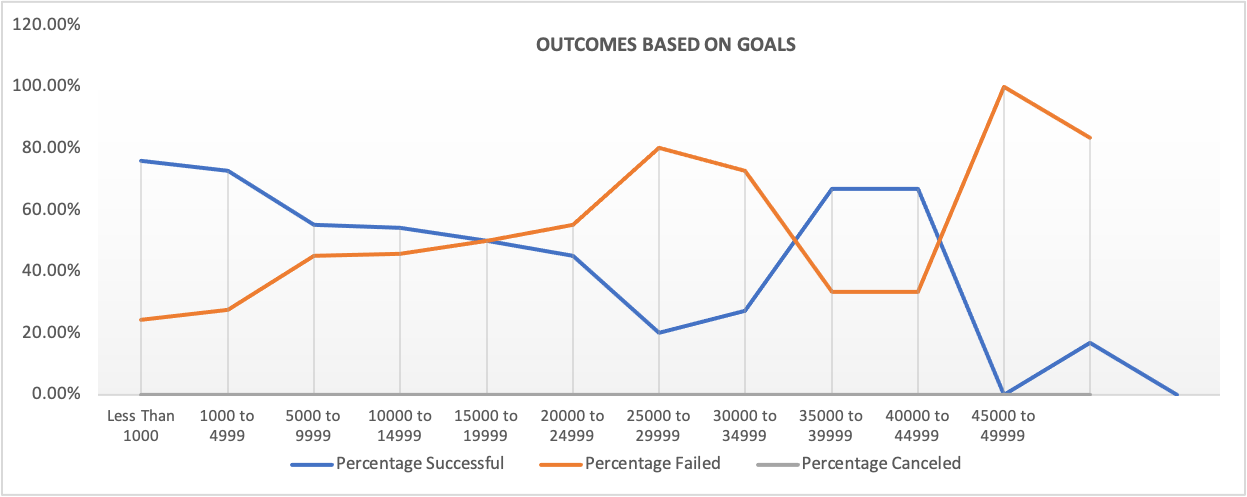 OUTCOMES BASED ON GOALS
120.00%
100.00%
80.00%
60.00%
40.00%
20.00%
0.00%
Less Than
1000
1000 to
4999
5000 to
9999
10000 to
14999
15000 to
19999
20000 to
24999
25000 to
29999
30000 to
34999
35000 to
39999
40000 to
44999
45000 to
49999
Percentage Successful
Percentage Failed
Percentage Canceled